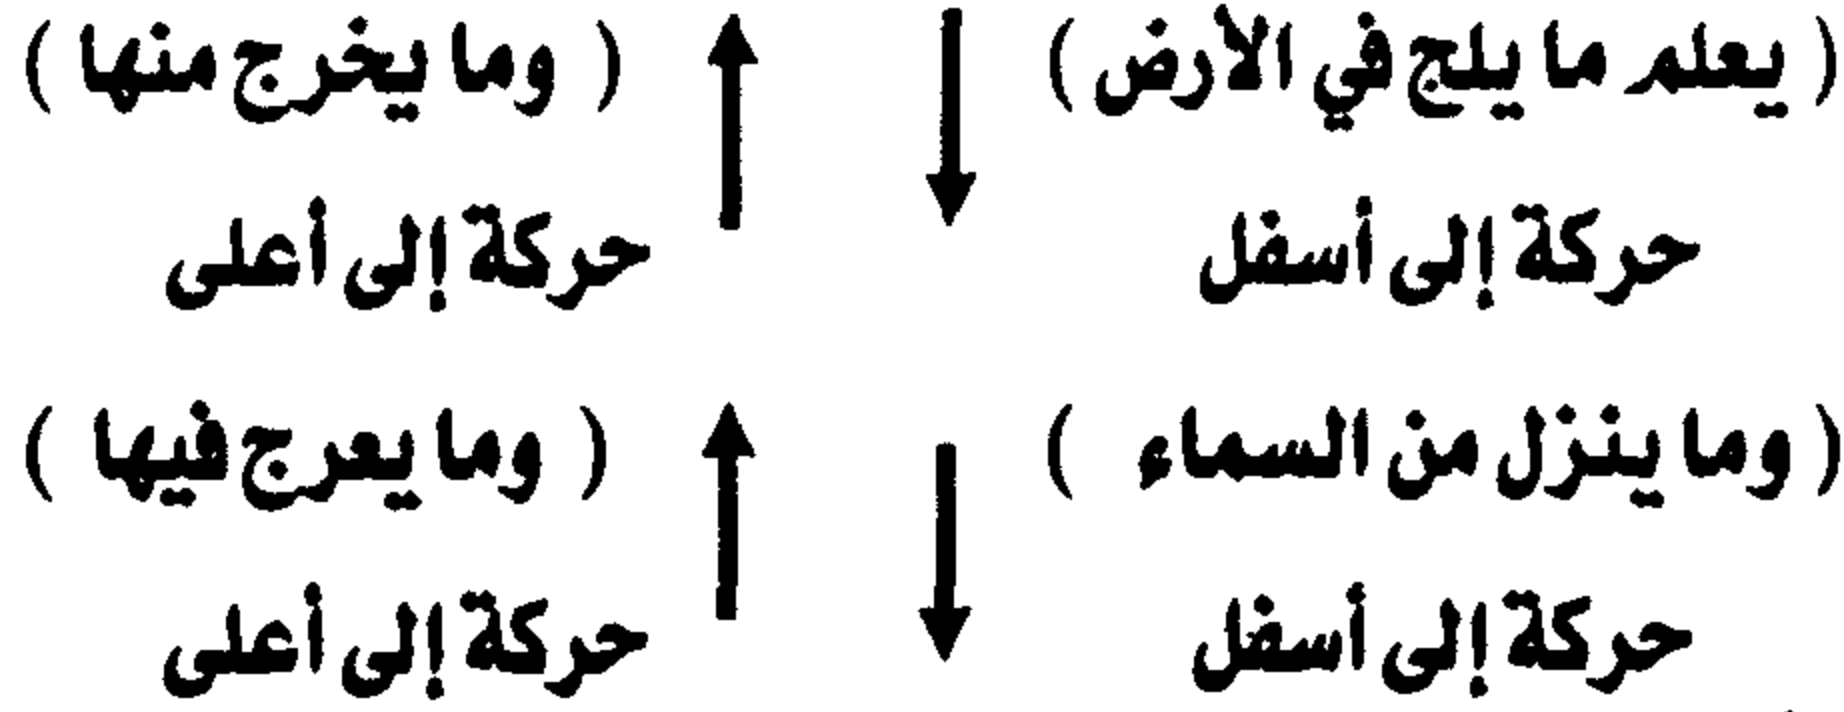 ( يعلم ما يلج في الأرض ) ( وما يخرج منها )
حركة إلى أسفل حركة إلى أعلى
( وما ينزل من السماء ) ( وما يعرج فيها )
حركة إلى أسفل حركة إلى أعلى